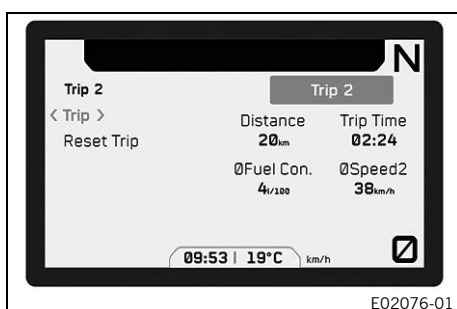 N
Trip 2
Trip 2
< Trip >
Distance Trip Time
Reset Trip
20km 02:24
ØFuel Con. ØSpeed2
4l/100 38km/h
0
09:53 | 19°C km/h
E02076-01